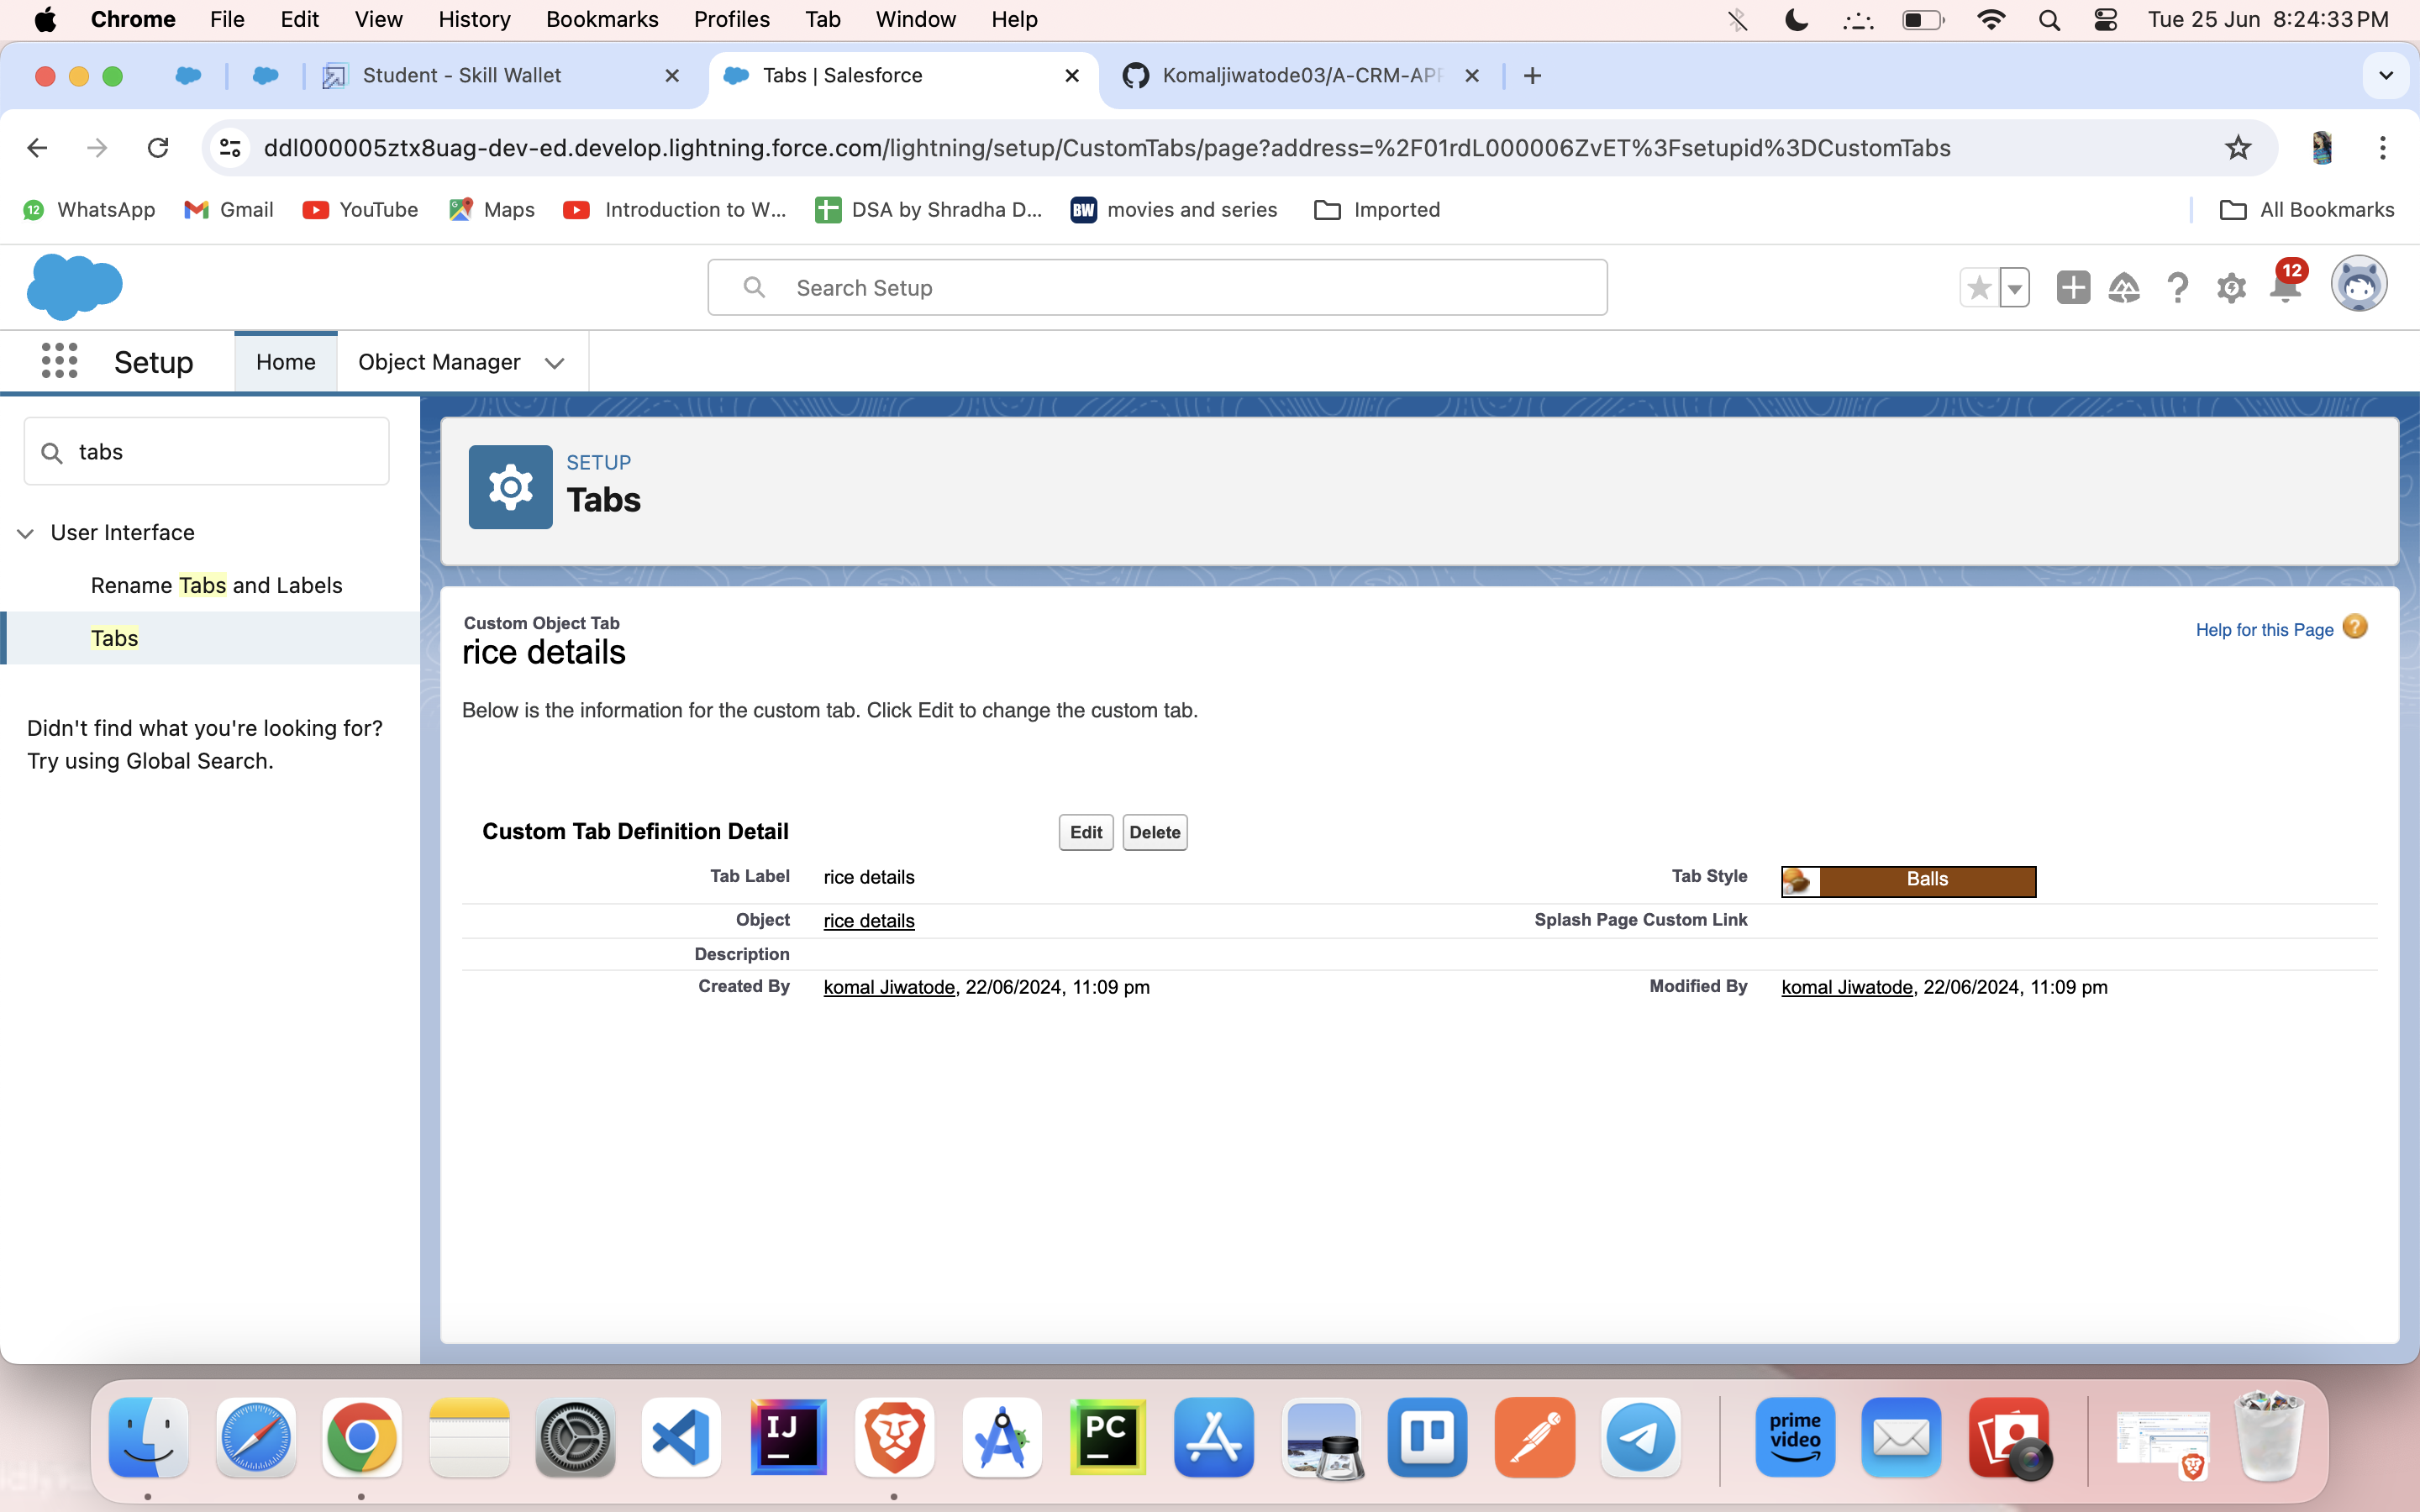 Chrome File Edit View History Bookmarks Profiles Tab Window Help Tue 25 Jun 8:24:33 PM
Student - Skill Wallet Tabs | Salesforce Komaljiwatode03/A-CRM-APP
ddl000005ztx8uag-dev-ed.develop.lightning.force.com/lightning/setup/CustomTabs/page?address=%2F01rdL000006ZvET%3Fsetupid%3DCustomTabs
12 WhatsApp Gmail YouTube Maps Introduction to W... DSA by Shradha D... BW movies and series Imported All Bookmarks
Search Setup 12
Setup Home Object Manager
tabs
User Interface
Rename Tabs and Labels
Tabs
Didn't find what you're looking for?
Try using Global Search.
SETUP
Tabs
Custom Object Tab
rice details
Help for this Page ?
Below is the information for the custom tab. Click Edit to change the custom tab.
Custom Tab Definition Detail Edit Delete
Tab Label rice details Tab Style Balls
Object rice details Splash Page Custom Link
Description
Created By komal Jiwatode, 22/06/2024, 11:09 pm Modified By komal Jiwatode, 22/06/2024, 11:09 pm
IJ PC prime video